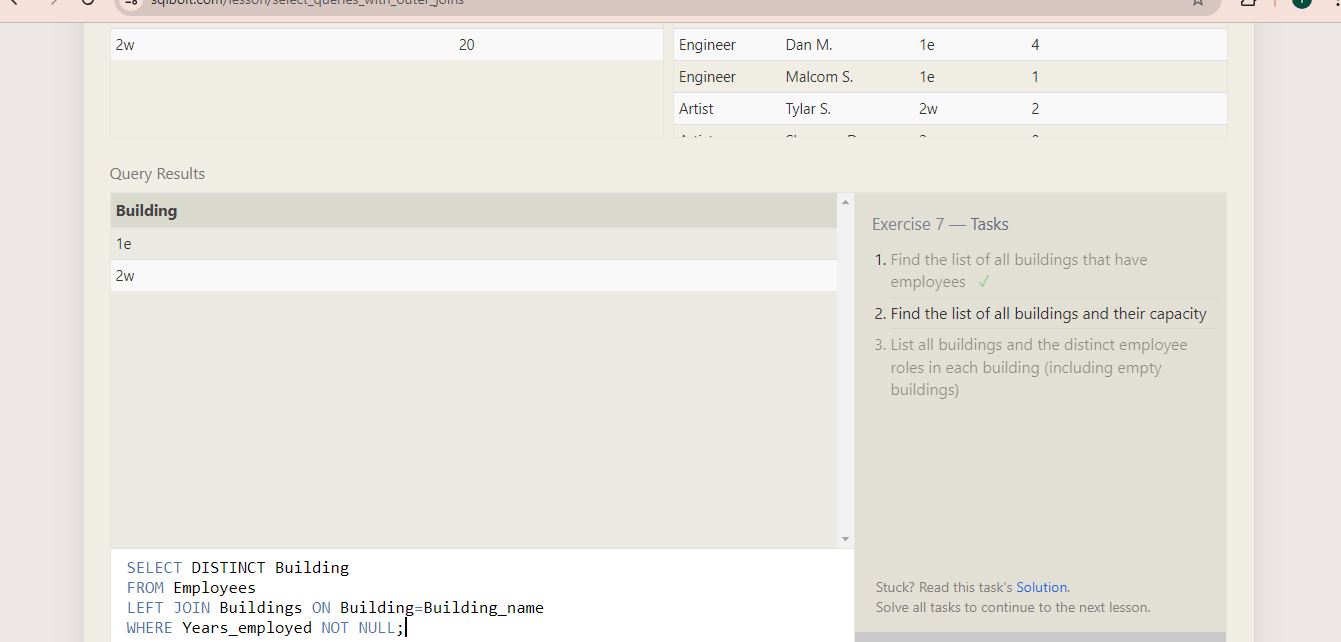 sqlbolt.com/lesson/select_queries_with_outer_joins
2w 20
Engineer Dan M. 1e 4
Engineer Malcom S. 1e 1
Artist Tylar S. 2w 2
Query Results
Building
1e
2w
Exercise 7 — Tasks
1. Find the list of all buildings that have
employees ✓
2. Find the list of all buildings and their capacity
3. List all buildings and the distinct employee
roles in each building (including empty
buildings)
SELECT DISTINCT Building
FROM Employees
LEFT JOIN Buildings ON Building=Building_name
WHERE Years_employed NOT NULL;
Stuck? Read this task's Solution.
Solve all tasks to continue to the next lesson.